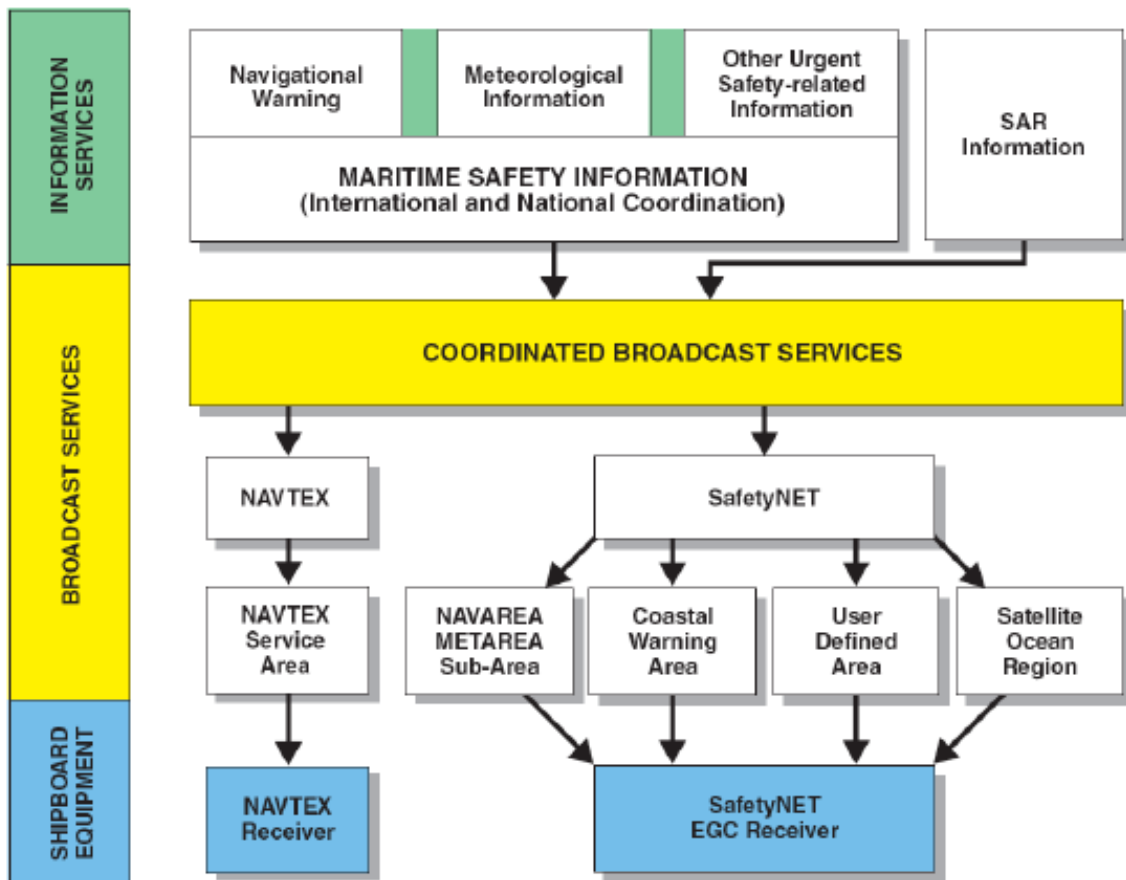 INFORMATION
SERVICES
Navigational
Warning
Meteorological
Information
Other Urgent
Safety-related
Information
SAR
Information
MARITIME SAFETY INFORMATION
(International and National Coordination)
BROADCAST SERVICES
COORDINATED BROADCAST SERVICES
NAVTEX
SafetyNET
NAVTEX
Service
Area
NAVAREA
METAREA
Sub-Area
Coastal
Warning
Area
User
Defined
Area
Satellite
Ocean
Region
SHIPBOARD
EQUIPMENT
NAVTEX
Receiver
SafetyNET
EGC Receiver